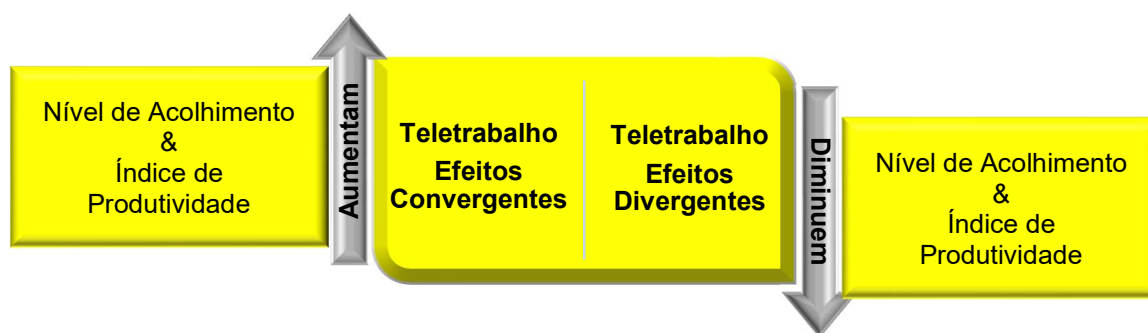 Nível de Acolhimento
&
Índice de
Produtividade
Aumentam
Teletrabalho
Efeitos
Convergentes
Teletrabalho
Efeitos
Divergentes
Diminuem
Nível de Acolhimento
&
Índice de
Produtividade